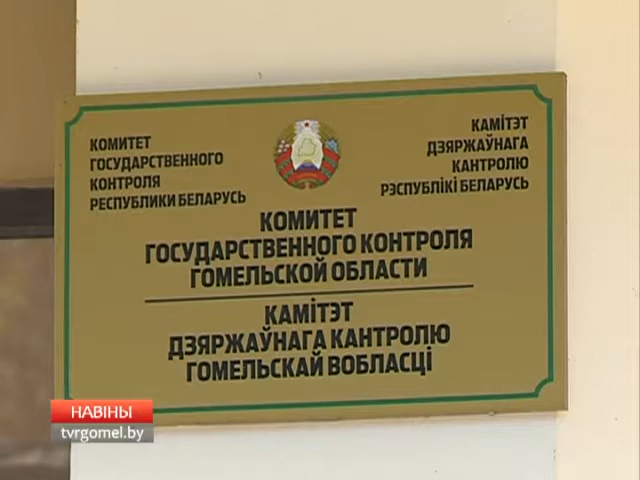 КОМИТЕТ
ГОСУДАРСТВЕННОГО
КОНТРОЛЯ
РЕСПУБЛИКИ БЕЛАРУСЬ
КАМІТЭТ
ДЗЯРЖАЎНАГА
КАНТРОЛЮ
РЭСПУБЛІКІ БЕЛАРУСЬ
КОМИТЕТ
ГОСУДАРСТВЕННОГО КОНТРОЛЯ
ГОМЕЛЬСКОЙ ОБЛАСТИ
КАМІТЭТ
ДЗЯРЖАЎНАГА КАНТРОЛЮ
ГОМЕЛЬСКАЙ ВОБЛАСЦІ
НАВІНЫ
tvrgomel.by